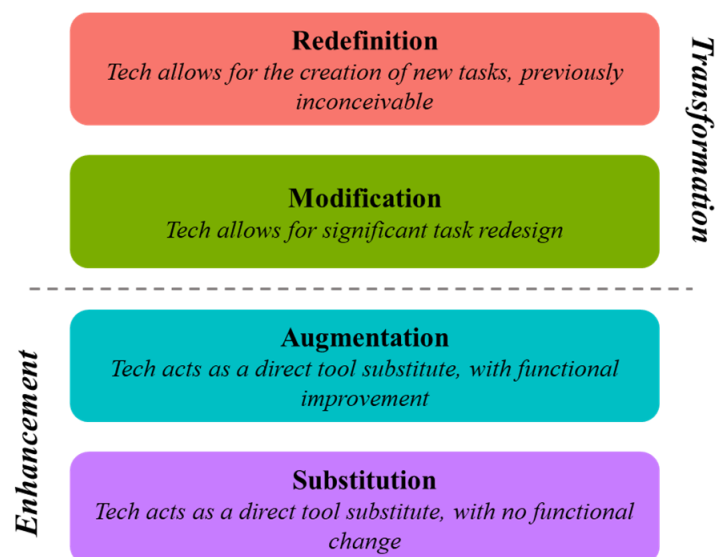 Redefinition
Tech allows for the creation of new tasks, previously
inconceivable
Transformation
Modification
Tech allows for significant task redesign
Augmentation
Tech acts as a direct tool substitute, with functional
improvement
Enhancement
Substitution
Tech acts as a direct tool substitute, with no functional
change